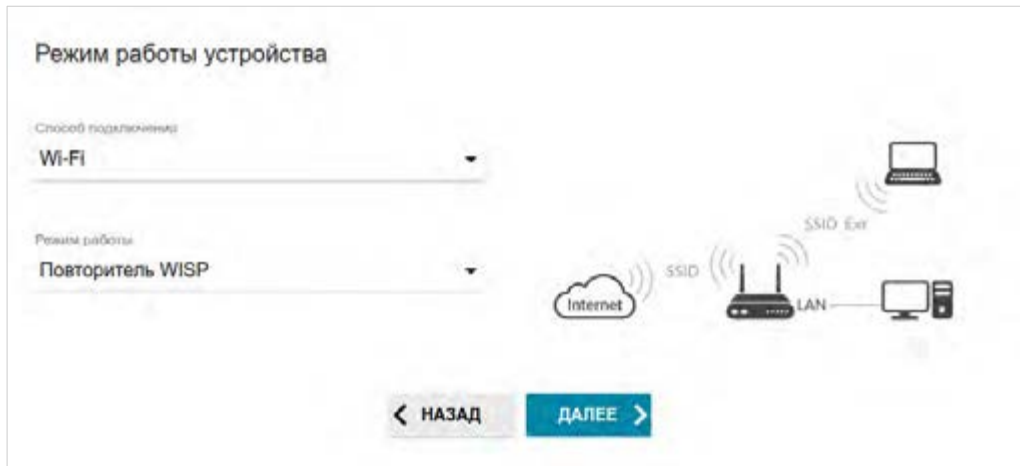 Режим работы устройства
Способ подключения
Wi-Fi
Режим работы
Повторитель WISP
SSID Ext
SSID
Internet
LAN
НАЗАД
ДАЛЕЕ